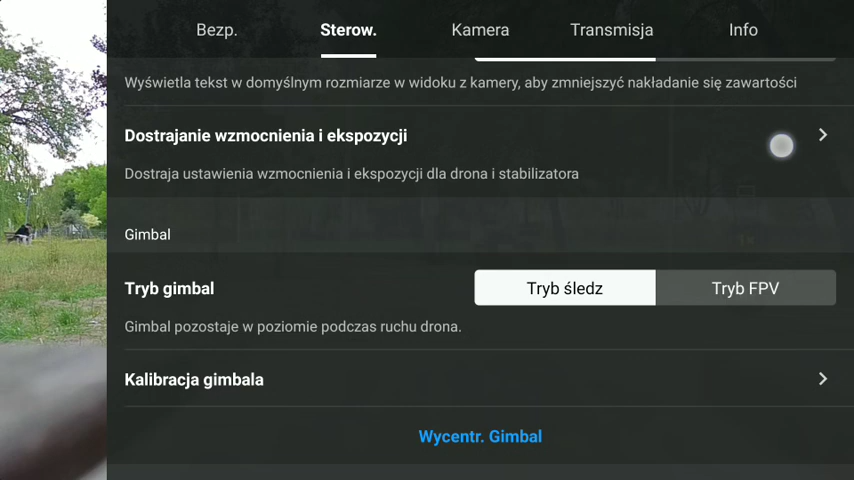 Bezp. Sterow. Kamera Transmisja Info
Wyświetla tekst w domyślnym rozmiarze w widoku z kamery, aby zmniejszyć nakładanie się zawartości
Dostrajanie wzmocnienia i ekspozycji
Dostraja ustawienia wzmocnienia i ekspozycji dla drona i stabilizatora
Gimbal
Tryb gimbal Tryb śledz Tryb FPV
Gimbal pozostaje w poziomie podczas ruchu drona.
Kalibracja gimbala
Wycentr. Gimbal